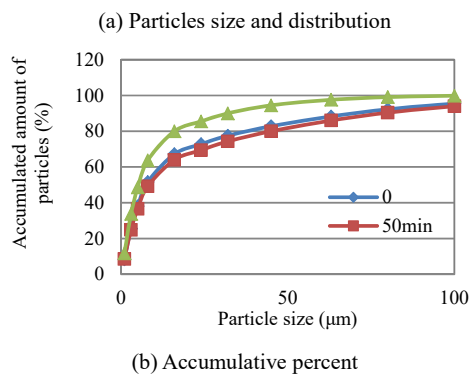 (a) Particles size and distribution
120
100
80
60
40
20
0
Accumulated amount of
particles (%)
0
50min
0
50
100
Particle size (μm)
(b) Accumulative percent